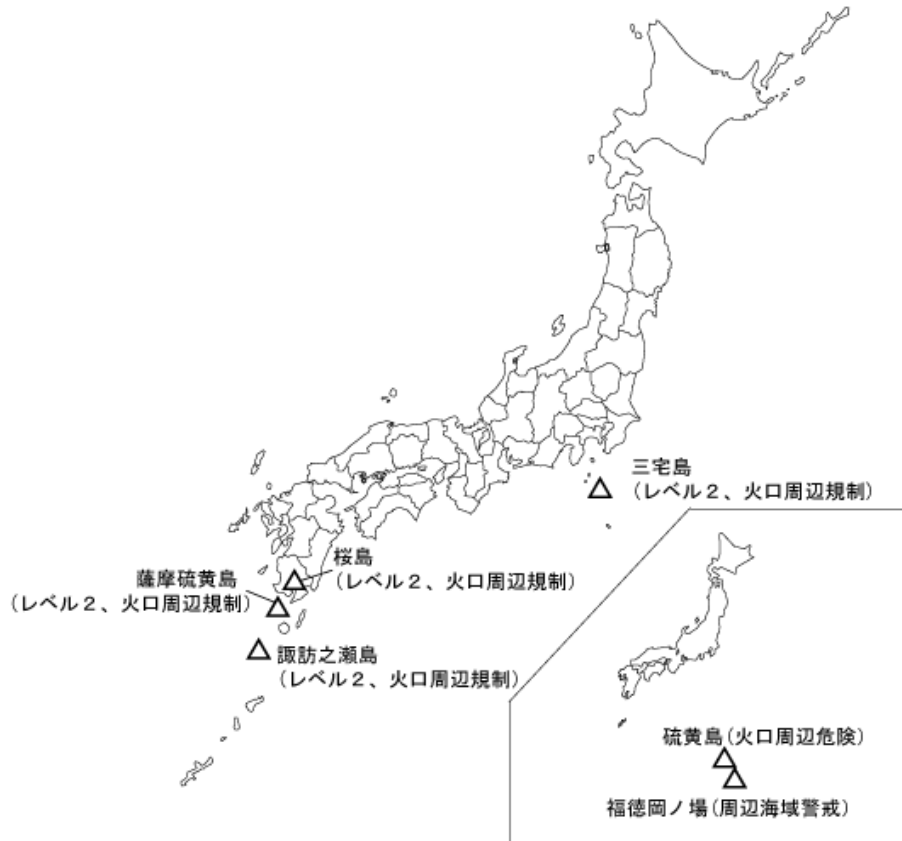 三宅島
（レベル２、火口周辺規制）
桜島
（レベル２、火口周辺規制）
薩摩硫黄島
（レベル２、火口周辺規制）
諏訪之瀬島
（レベル２、火口周辺規制）
硫黄島（火口周辺危険）
福徳岡ノ場（周辺海域警戒）